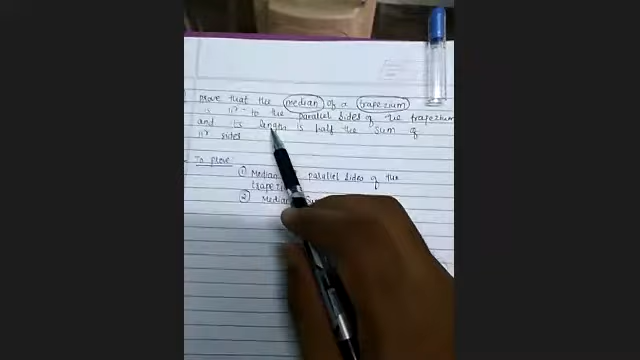 prove that the median of a trapezium
is ||r to the parallel sides of the trapezium
and its length is half the sum of
||r sides
To prove
① Median parallel sides of the
② Median